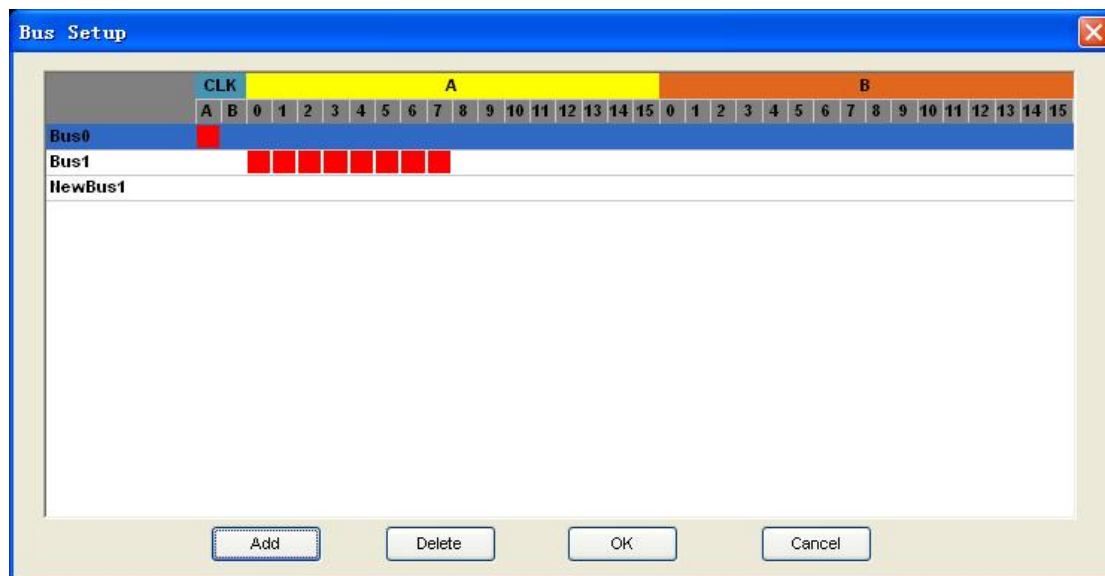 Bus Setup
CLK A B
A B 0 1 2 3 4 5 6 7 8 9 10 11 12 13 14 15 0 1 2 3 4 5 6 7 8 9 10 11 12 13 14 15
Bus0
Bus1
NewBus1
Add Delete OK Cancel